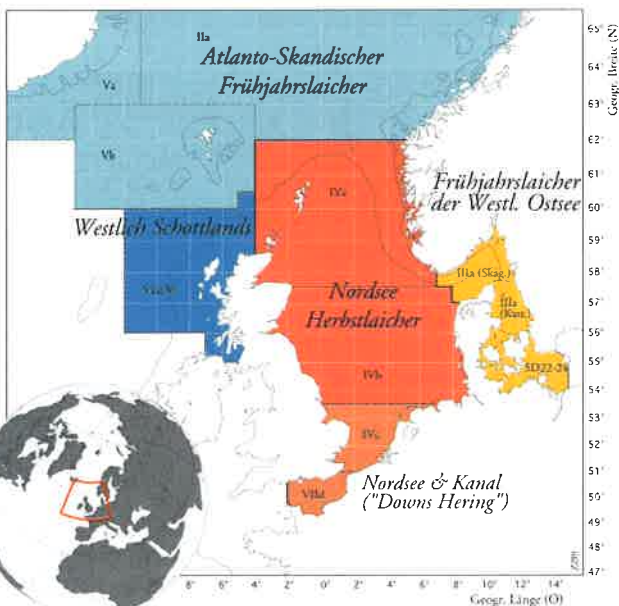 IIa
Atlanto-Skandischer
Frühjahrslaicher
Va
Vb
Westlich Schottlands
IVa
Frühjahrslaicher
der Westl. Ostsee
IIIa (Skag.)
IIIa
(Katt.)
SD22-24
Nordsee
Herbstlaicher
IVb
IVc
VIId
Nordsee & Kanal
("Downs Hering")
65°
64°
63°
62°
61°
60°
59°
58°
57°
56°
55°
54°
53°
52°
51°
50°
49°
48°
47°
Geogr. Breite (N)
8° 6° 4° 2° 0° 2° 4° 6° 8° 10° 12° 14°
Geogr. Länge (O)